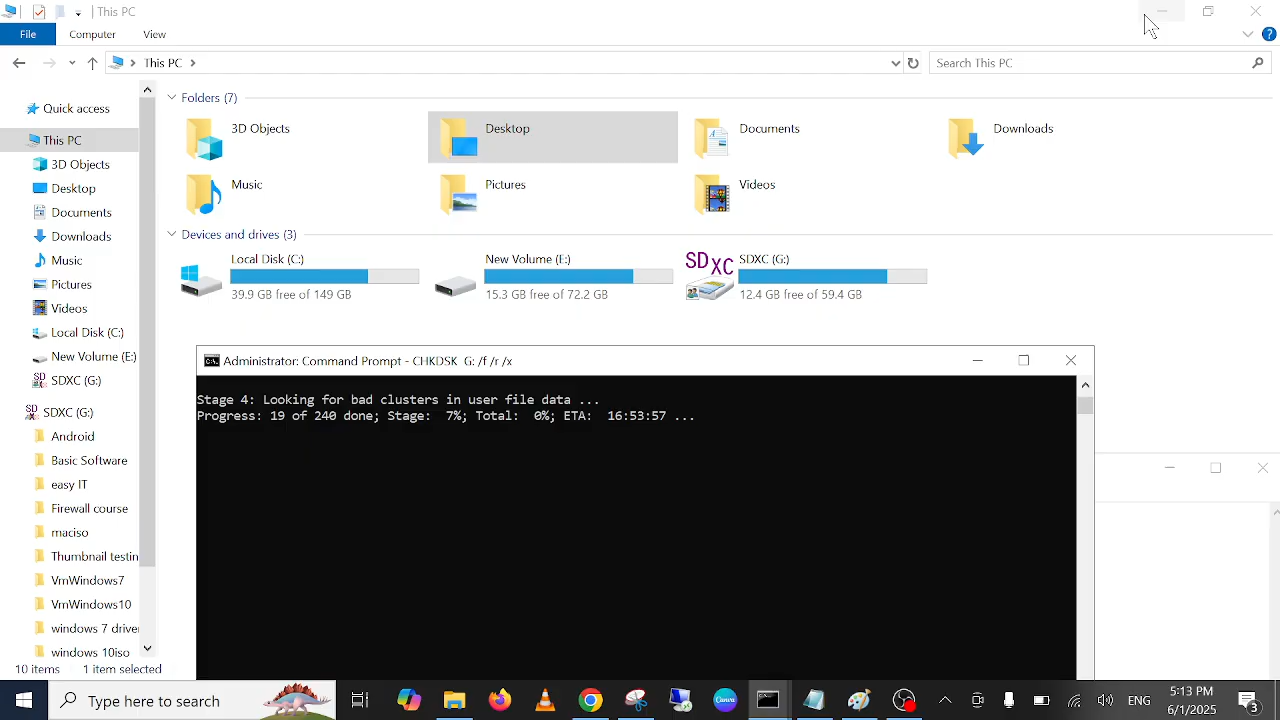 This PC
File
Computer
View
This PC
Search This PC
Quick access
This PC
3D Objects
Desktop
Documents
Downloads
Music
Pictures
Videos
Local Disk (C:)
New Volume (E:)
SDXC (G:)
SDXC (G:)
Android
Basic Software
easy IT
Firewall course
maciso
Thumbnail testin
VmWindows7
VmWindows10
windows 7 drive
windows 10iso
Folders (7)
3D Objects
Desktop
Documents
Downloads
Music
Pictures
Videos
Devices and drives (3)
Local Disk (C:)
39.9 GB free of 149 GB
New Volume (E:)
15.3 GB free of 72.2 GB
SD XC
SDXC (G:)
12.4 GB free of 59.4 GB
Administrator: Command Prompt - CHKDSK G: /f /r /x
Stage 4: Looking for bad clusters in user file data ...
Progress: 19 of 240 done; Stage: 7%; Total: 0%; ETA: 16:53:57 ...
10 items
1 item selected
Type here to search
Canva
ENG
5:13 PM
6/1/2025
3